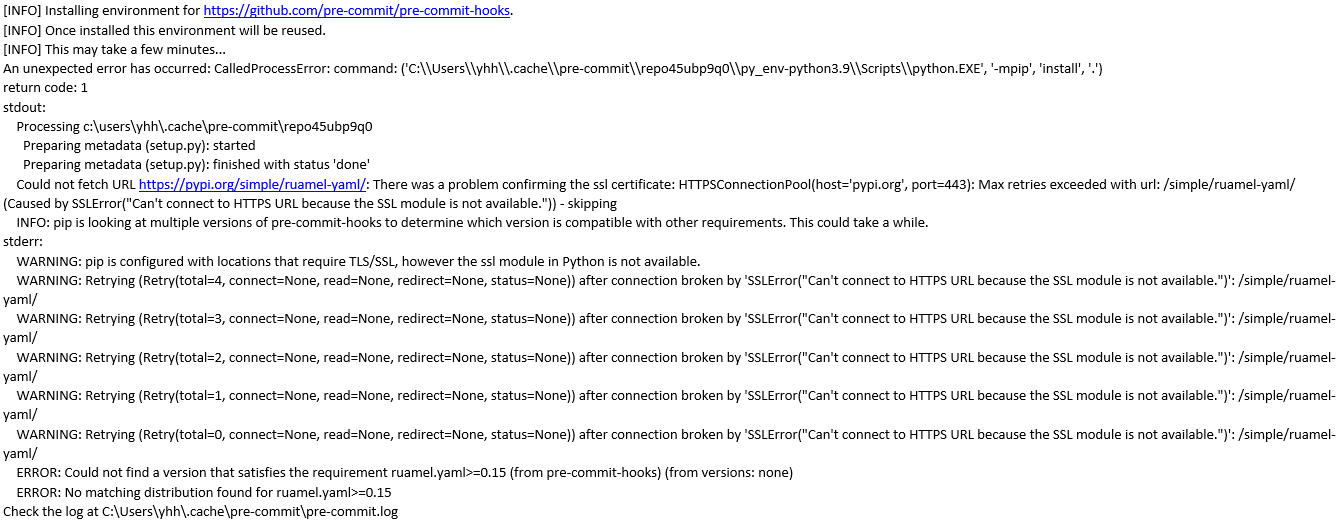 [INFO] Installing environment for https://github.com/pre-commit/pre-commit-hooks.
[INFO] Once installed this environment will be reused.
[INFO] This may take a few minutes...
An unexpected error has occurred: CalledProcessError: command: ('C:\\Users\\yhh\\.cache\\pre-commit\\repo45ubp9q0\\py_env-python3.9\\Scripts\\python.EXE', '-mpip', 'install', '.')
return code: 1
stdout:
Processing c:\users\yhh\.cache\pre-commit\repo45ubp9q0
Preparing metadata (setup.py): started
Preparing metadata (setup.py): finished with status 'done'
Could not fetch URL https://pypi.org/simple/ruamel-yaml/: There was a problem confirming the ssl certificate: HTTPSConnectionPool(host='pypi.org', port=443): Max retries exceeded with url: /simple/ruamel-yaml/
(Caused by SSLError("Can't connect to HTTPS URL because the SSL module is not available.")) - skipping
INFO: pip is looking at multiple versions of pre-commit-hooks to determine which version is compatible with other requirements. This could take a while.
stderr:
WARNING: pip is configured with locations that require TLS/SSL, however the ssl module in Python is not available.
WARNING: Retrying (Retry(total=4, connect=None, read=None, redirect=None, status=None)) after connection broken by 'SSLError("Can't connect to HTTPS URL because the SSL module is not available.")': /simple/ruamel-
yaml/
WARNING: Retrying (Retry(total=3, connect=None, read=None, redirect=None, status=None)) after connection broken by 'SSLError("Can't connect to HTTPS URL because the SSL module is not available.")': /simple/ruamel-
yaml/
WARNING: Retrying (Retry(total=2, connect=None, read=None, redirect=None, status=None)) after connection broken by 'SSLError("Can't connect to HTTPS URL because the SSL module is not available.")': /simple/ruamel-
yaml/
WARNING: Retrying (Retry(total=1, connect=None, read=None, redirect=None, status=None)) after connection broken by 'SSLError("Can't connect to HTTPS URL because the SSL module is not available.")': /simple/ruamel-
yaml/
WARNING: Retrying (Retry(total=0, connect=None, read=None, redirect=None, status=None)) after connection broken by 'SSLError("Can't connect to HTTPS URL because the SSL module is not available.")': /simple/ruamel-
yaml/
ERROR: Could not find a version that satisfies the requirement ruamel.yaml>=0.15 (from pre-commit-hooks) (from versions: none)
ERROR: No matching distribution found for ruamel.yaml>=0.15
Check the log at C:\Users\yhh\.cache\pre-commit\pre-commit.log